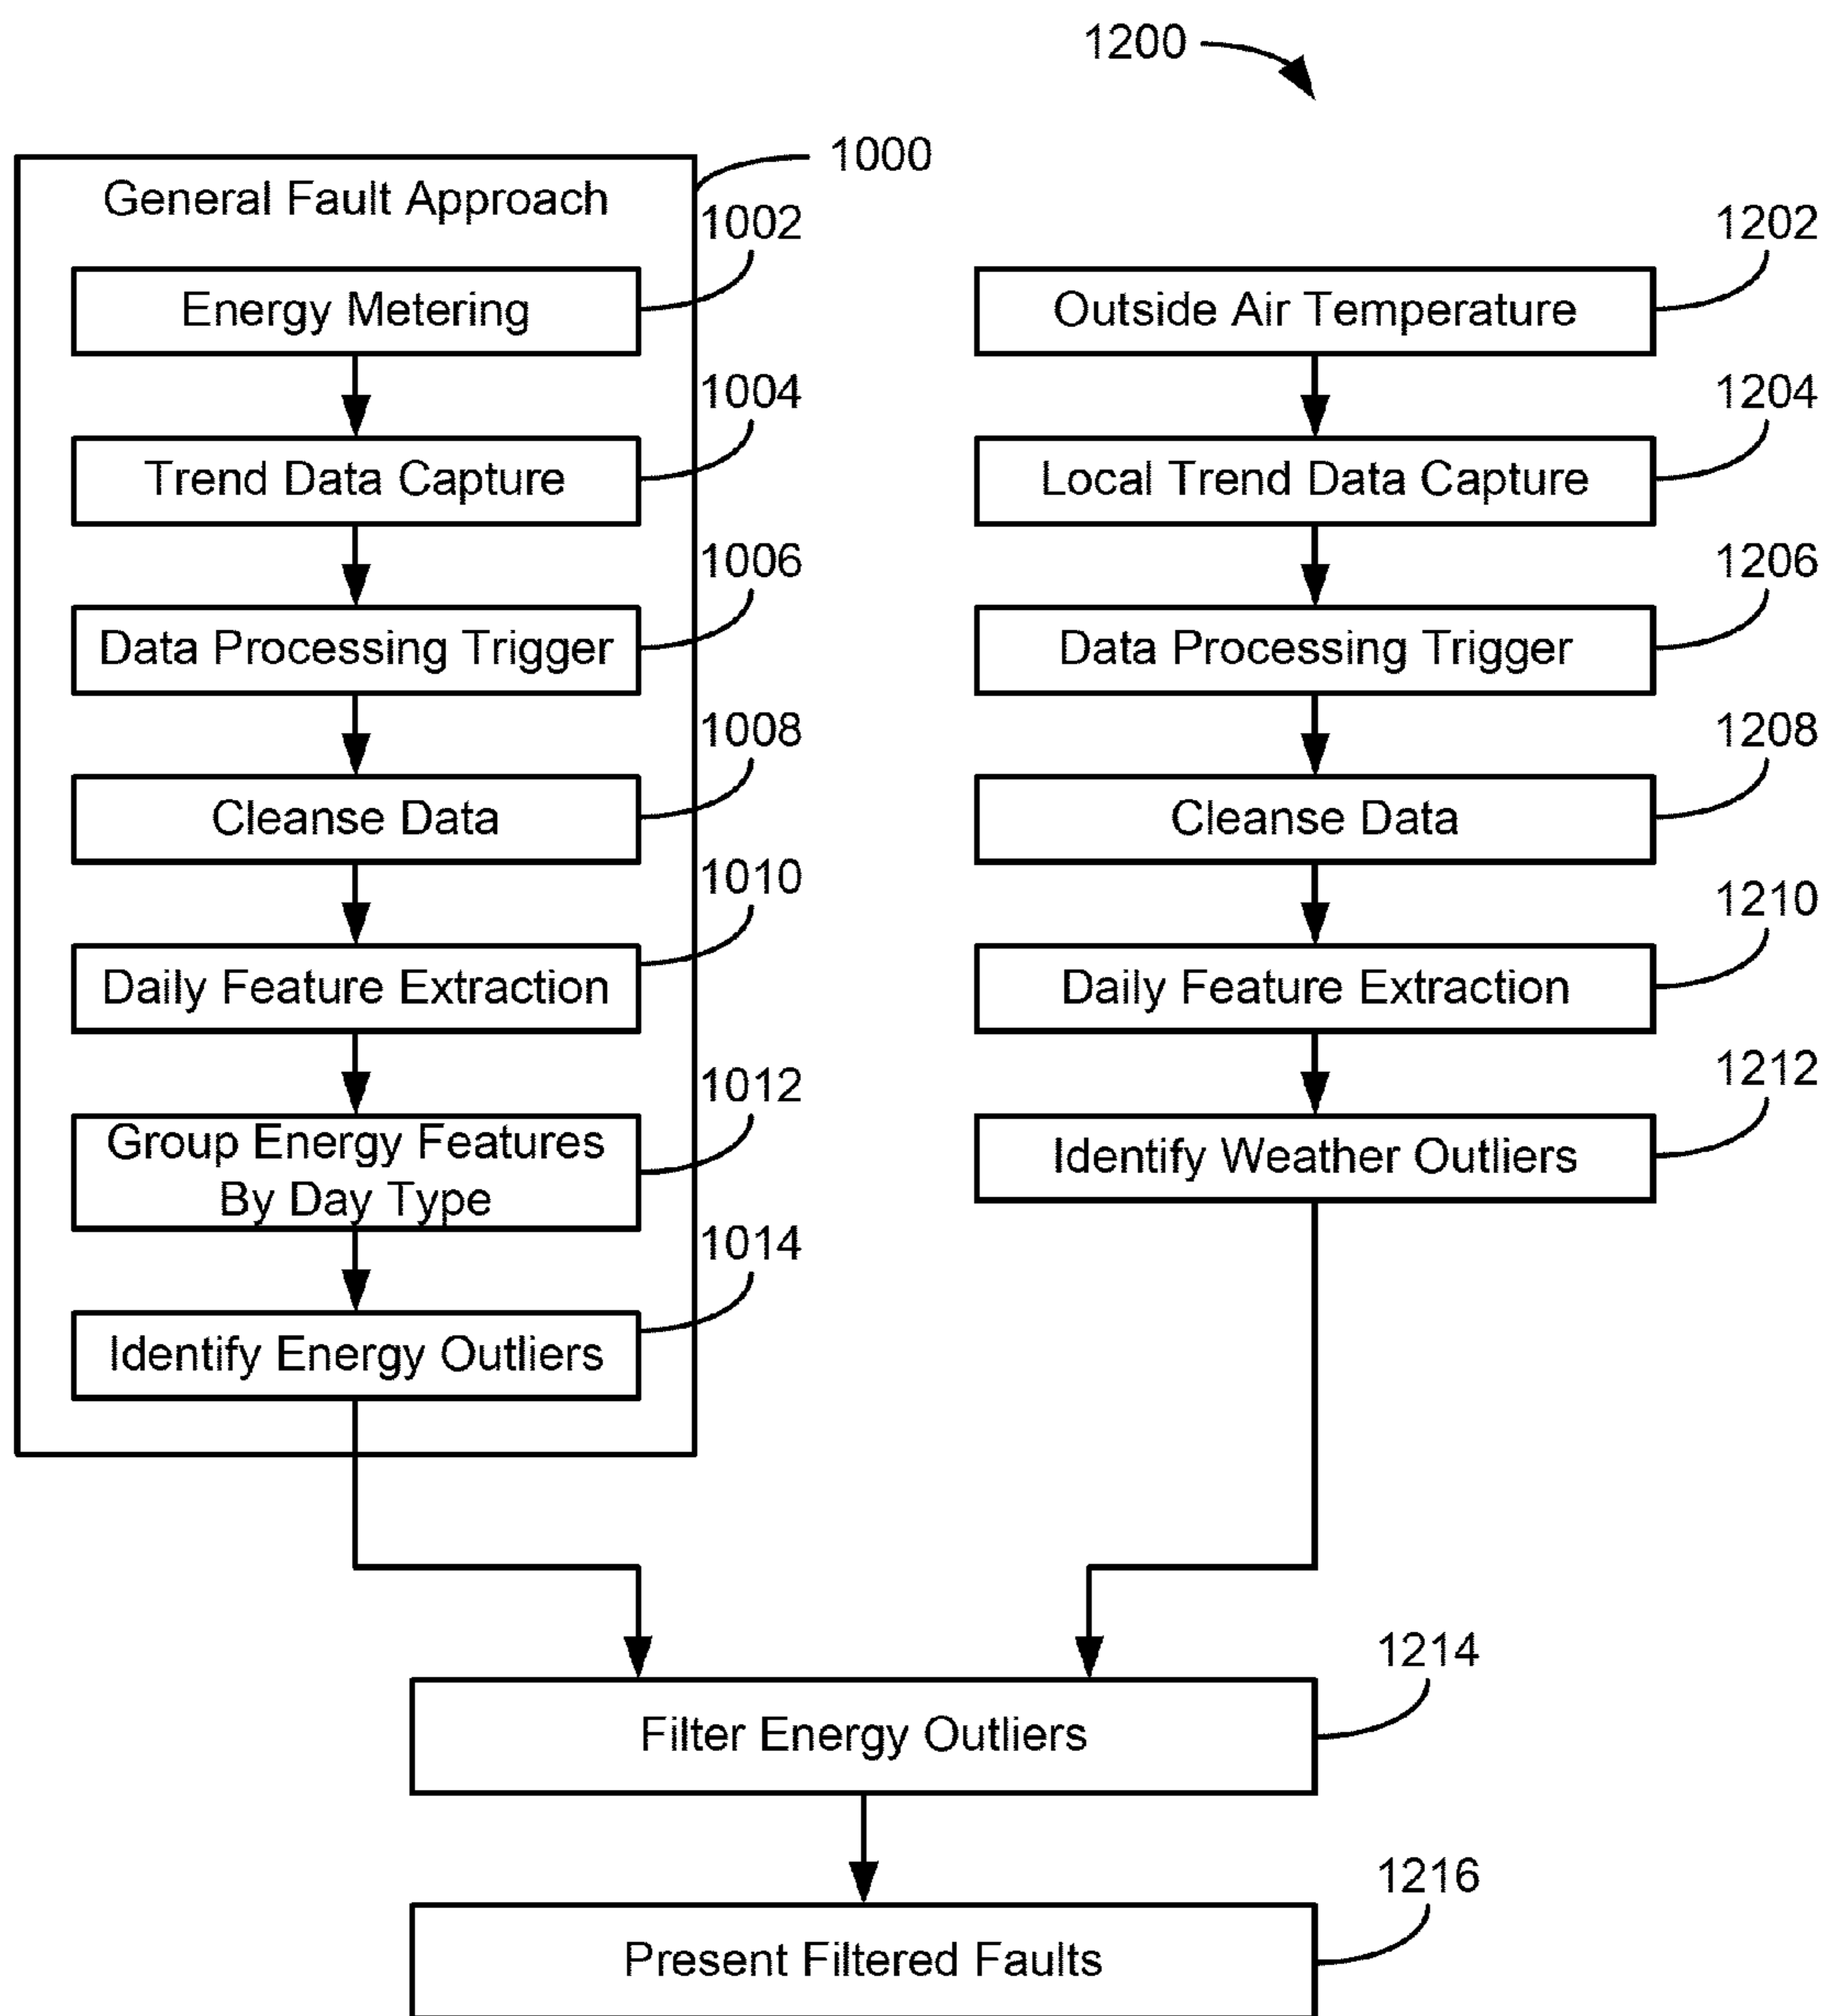 1200
1000
General Fault Approach
1002
Energy Metering
1004
Trend Data Capture
1006
Data Processing Trigger
1008
Cleanse Data
1010
Daily Feature Extraction
1012
Group Energy Features
By Day Type
1014
Identify Energy Outliers
1202
Outside Air Temperature
1204
Local Trend Data Capture
1206
Data Processing Trigger
1208
Cleanse Data
1210
Daily Feature Extraction
1212
Identify Weather Outliers
1214
Filter Energy Outliers
1216
Present Filtered Faults